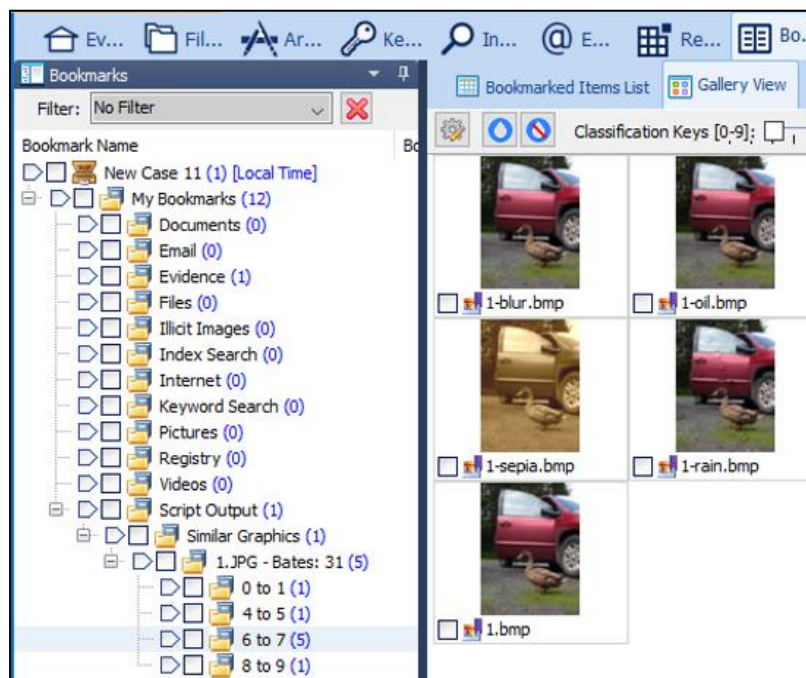 Ev... Fil... Ar... Ke... In... E... Re... Bo.
Bookmarks
Filter: No Filter
Bookmark Name Bo
New Case 11 (1) [Local Time]
My Bookmarks (12)
Documents (0)
Email (0)
Evidence (1)
Files (0)
Illicit Images (0)
Index Search (0)
Internet (0)
Keyword Search (0)
Pictures (0)
Registry (0)
Videos (0)
Script Output (1)
Similar Graphics (1)
1.JPG - Bates: 31 (5)
0 to 1 (1)
4 to 5 (1)
6 to 7 (5)
8 to 9 (1)
Bookmarked Items List Gallery View
Classification Keys [0-9]:
1-blur.bmp 1-oil.bmp
1-sepia.bmp 1-rain.bmp
1.bmp